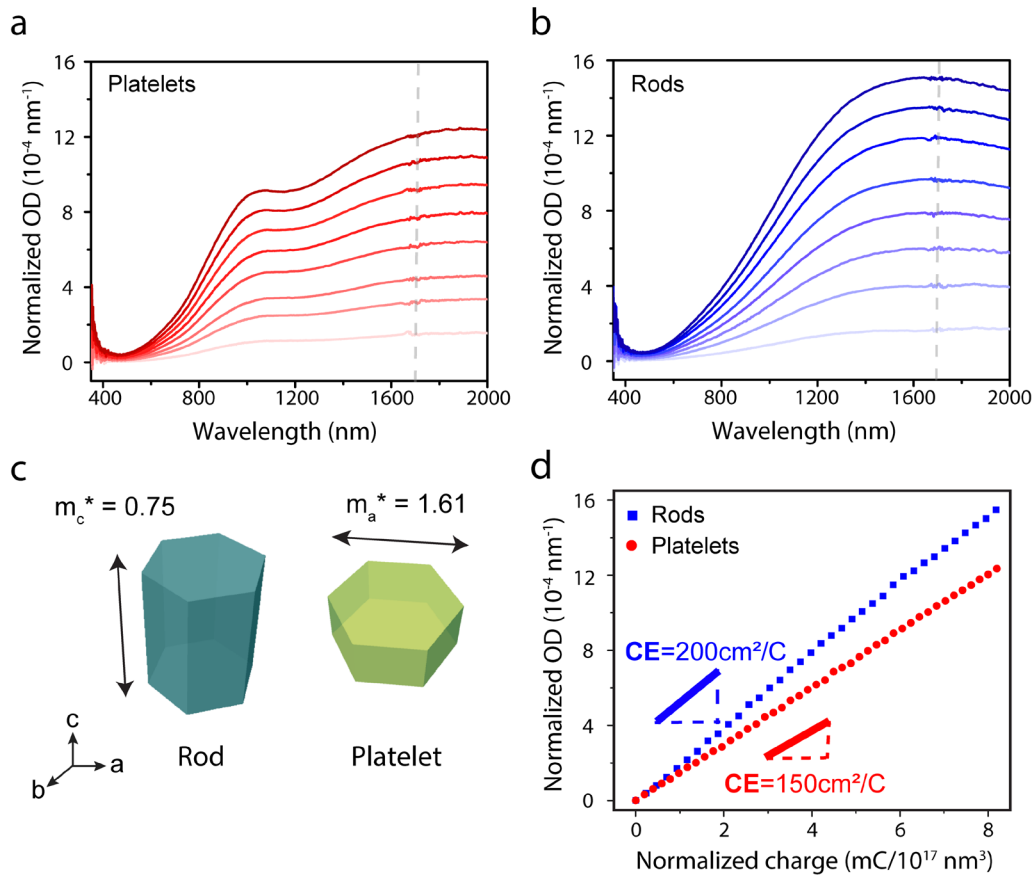 a
Platelets
Normalized OD (10⁻⁴ nm⁻¹)
16
12
8
4
0
400
800
1200
1600
2000
Wavelength (nm)
b
Rods
Normalized OD (10⁻⁴ nm⁻¹)
16
12
8
4
0
400
800
1200
1600
2000
Wavelength (nm)
c
m_c* = 0.75
m_a* = 1.61
c
b
a
Rod
Platelet
d
Rods
Platelets
Normalized OD (10⁻⁴ nm⁻¹)
16
12
8
4
0
CE=200cm²/C
CE=150cm²/C
0
2
4
6
8
Normalized charge (mC/10¹⁷ nm³)